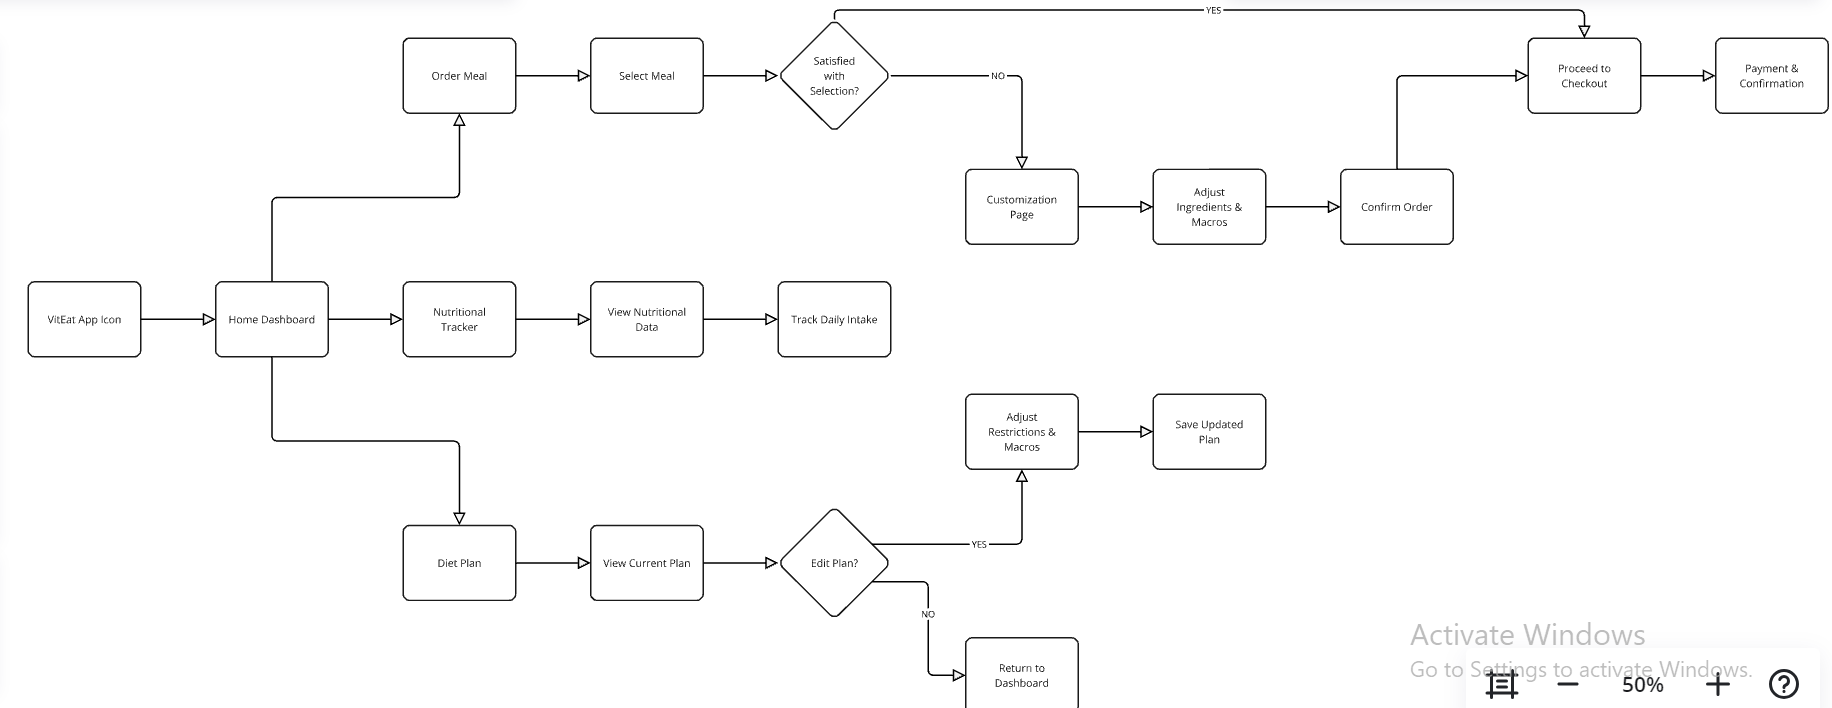 YES
Order Meal
Select Meal
Satisfied
with
Selection?
NO
Proceed to
Checkout
Payment &
Confirmation
Customization
Page
Adjust
Ingredients &
Macros
Confirm Order
VitEat App Icon
Home Dashboard
Nutritional
Tracker
View Nutritional
Data
Track Daily Intake
Adjust
Restrictions &
Macros
Save Updated
Plan
Diet Plan
View Current Plan
Edit Plan?
YES
NO
Return to
Dashboard
Activate Windows
Go to Settings to activate Windows.
50%